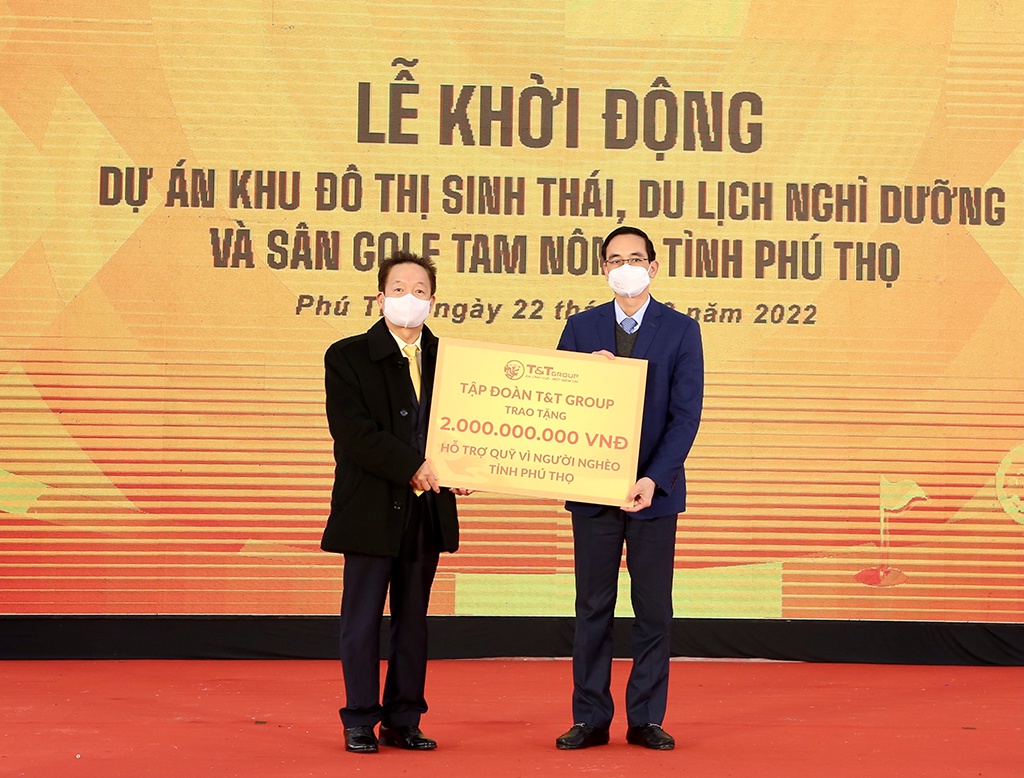 LỄ KHỞI ĐỘNG
DỰ ÁN KHU ĐÔ THỊ SINH THÁI, DU LỊCH NGHỈ DƯỠNG
VÀ SÂN GOLF TAM NÔNG TỈNH PHÚ THỌ
Phú ngày 22 năm 2022
T&T GROUP
TẬP ĐOÀN T&T GROUP
TRAO TẶNG
2.000.000.000 VNĐ
HỖ TRỢ QUỸ VÌ NGƯỜI NGHÈO
TỈNH PHÚ THỌ